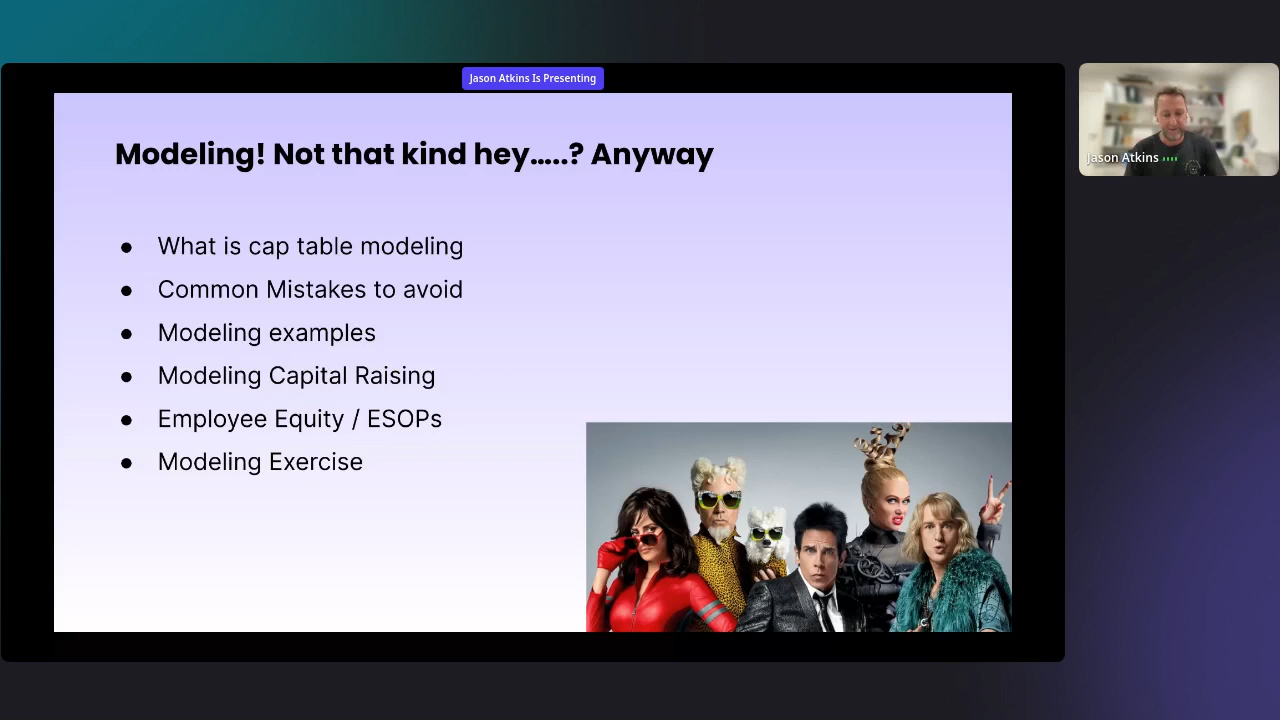 Jason Atkins Is Presenting
Modeling! Not that kind hey.....? Anyway
● What is cap table modeling
● Common Mistakes to avoid
● Modeling examples
● Modeling Capital Raising
● Employee Equity / ESOPs
● Modeling Exercise
Jason Atkins